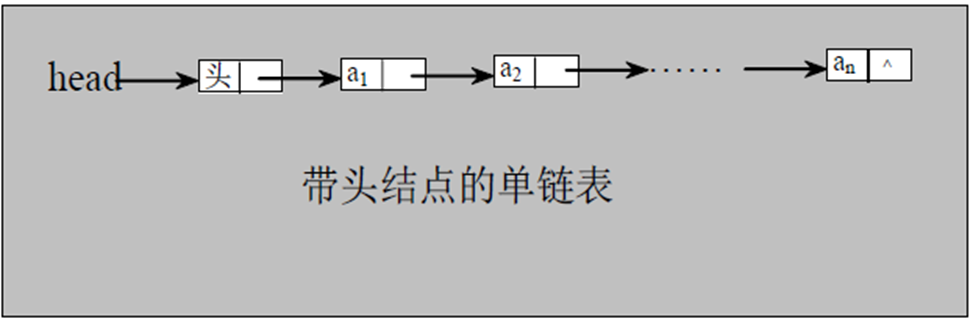 head 头 a₁ a₂ ...... aₙ ^
带头结点的单链表